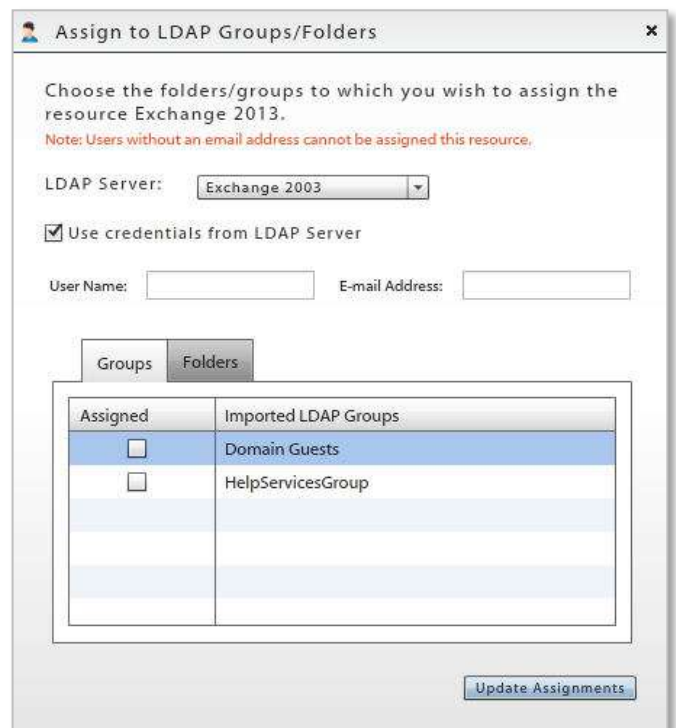 Assign to LDAP Groups/Folders
Choose the folders/groups to which you wish to assign the
resource Exchange 2013.
Note: Users without an email address cannot be assigned this resource.
LDAP Server: Exchange 2003
Use credentials from LDAP Server
User Name: E-mail Address:
Groups Folders
Assigned Imported LDAP Groups
Domain Guests
HelpServicesGroup
Update Assignments